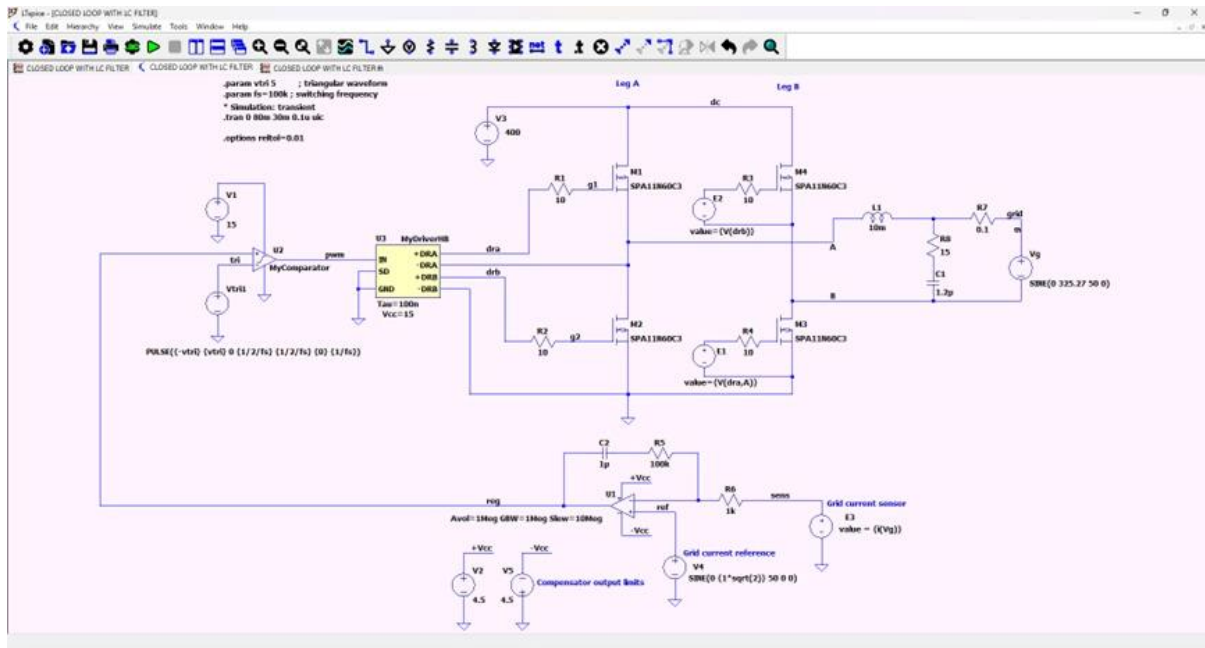 LTspice - [CLOSED LOOP WITH LC FILTER]
File Edit Hierarchy View Simulate Tools Window Help
CLOSED LOOP WITH LC FILTER
CLOSED LOOP WITH LC FILTER
CLOSED LOOP WITH LC FILTER
.param vtri 5 ; triangular waveform
.param fs=100k ; switching frequency
* Simulation: transient
.tran 0 80m 30m 0.1u uic
.options reltol=0.01
Leg A
Leg B
dc
V3
400
V1
15
U2
MyComparator
tri
Vtri1
PULSE({-vtri} {vtri} 0 {1/2/fs} {1/2/fs} {0} {1/fs})
pwm
U3
MyDriverHB
IN
SD
GND
+DRA
-DRA
+DRB
-DRB
Tau=100n
Vcc=15
dra
drb
R1
10
g1
M1
SPA11N60C3
R2
10
g2
M2
SPA11N60C3
E2
R3
10
M4
SPA11N60C3
value={V(drb)}
E1
R4
10
M3
SPA11N60C3
value={V(dra,A)}
A
B
L1
10m
R8
15
C1
1.2p
R7
0.1
grid
Vg
SINE(0 325.27 50 0)
C2
1p
R5
100k
+Vcc
U1
-Vcc
reg
Avol=1Meg GBW=1Meg Slew=10Meg
ref
R6
1k
sens
Grid current sensor
E3
value = {i(Vg)}
Grid current reference
V4
SINE(0 {1*sqrt(2)} 50 0 0)
+Vcc
-Vcc
V2
4.5
V5
4.5
Compensator output limits